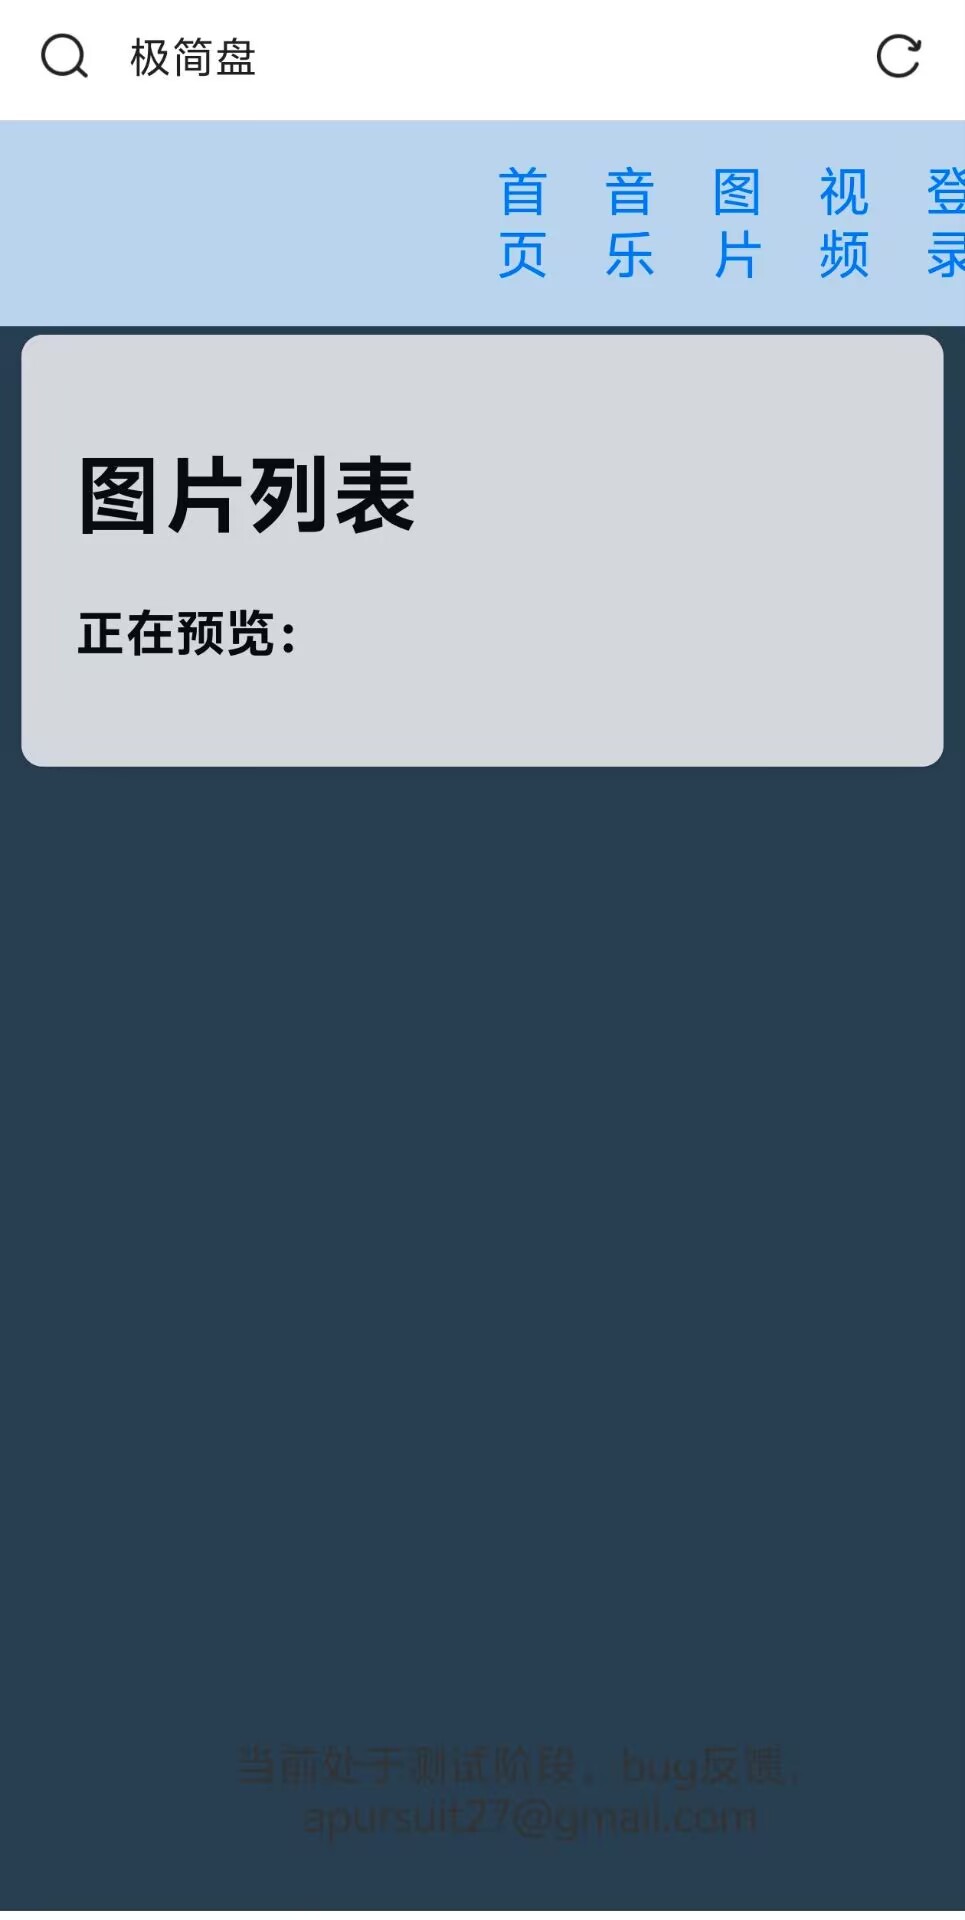 极简盘
首页 音乐 图片 视频 登录
图片列表
正在预览：
当前处于测试阶段，bug反馈，
apursuit27@gmail.com